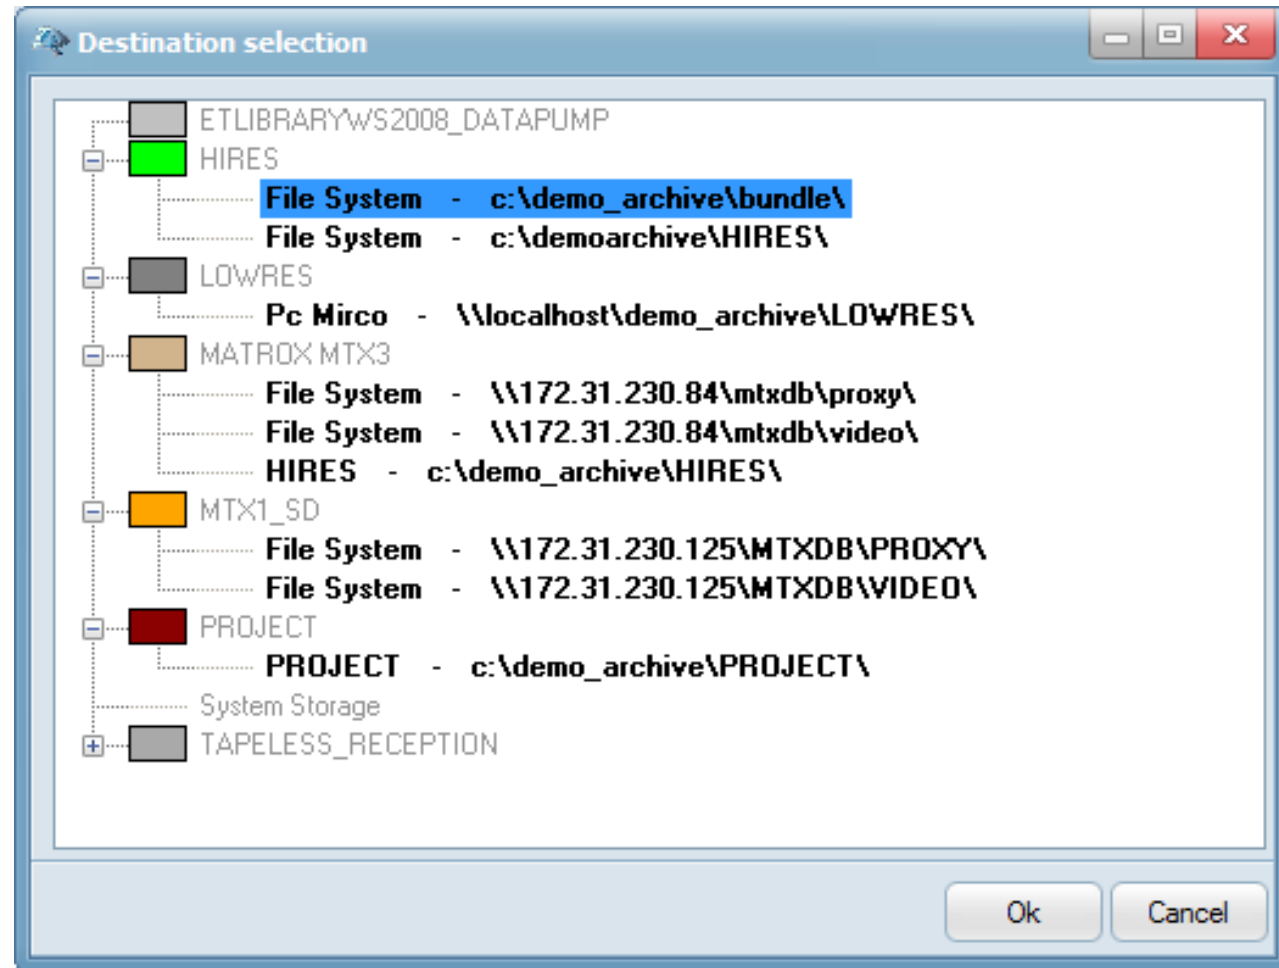 Destination selection
ETLIBRARYWS2008_DATAPUMP
HIRES
File System - c:\demo_archive\bundle\
File System - c:\demoarchive\HIRES\
LOWRES
Pc Mirco - \\localhost\demo_archive\LOWRES\
MATROX MTX3
File System - \\172.31.230.84\mtxdb\proxy\
File System - \\172.31.230.84\mtxdb\video\
HIRES - c:\demo_archive\HIRES\
MTX1_SD
File System - \\172.31.230.125\MTXDB\PROXY\
File System - \\172.31.230.125\MTXDB\VIDEO\
PROJECT
PROJECT - c:\demo_archive\PROJECT\
System Storage
TAPELESS_RECEPTION
Ok Cancel